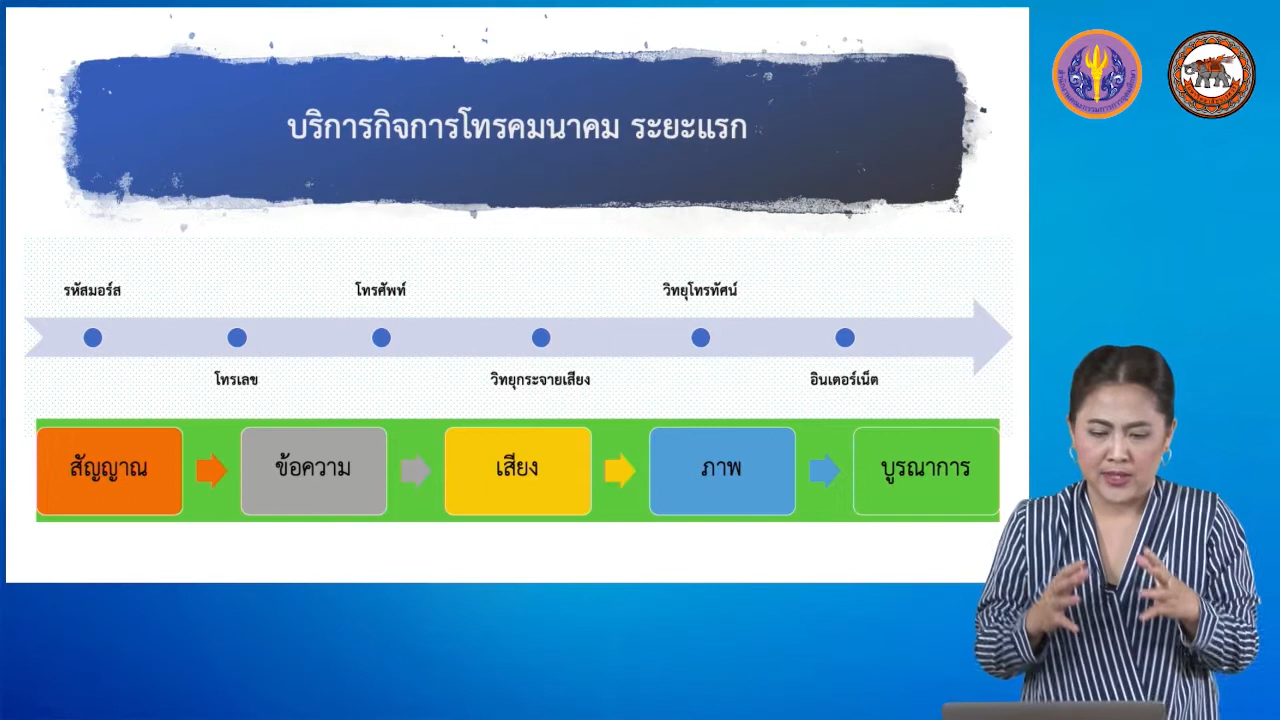 บริการกิจการโทรคมนาคม ระยะแรก
รหัสมอร์ส
โทรศัพท์
วิทยุโทรทัศน์
โทรเลข
วิทยุกระจายเสียง
อินเตอร์เน็ต
สัญญาณ
ข้อความ
เสียง
ภาพ
บูรณาการ